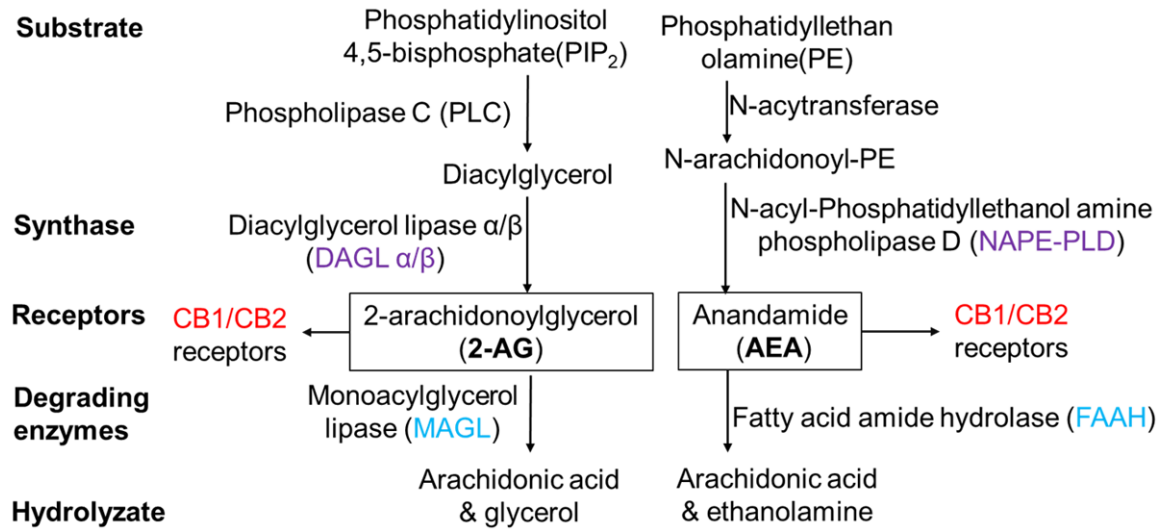 Substrate
Phosphatidylinositol
4,5-bisphosphate(PIP₂)
Phosphatidyllethan
olamine(PE)
Phospholipase C (PLC)
N-acytransferase
Diacylglycerol
N-arachidonoyl-PE
Synthase
Diacylglycerol lipase α/β
(DAGL α/β)
N-acyl-Phosphatidyllethanol amine
phospholipase D (NAPE-PLD)
Receptors
CB1/CB2
receptors
2-arachidonoylglycerol
(2-AG)
Anandamide
(AEA)
CB1/CB2
receptors
Degrading
enzymes
Monoacylglycerol
lipase (MAGL)
Fatty acid amide hydrolase (FAAH)
Hydrolyzate
Arachidonic acid
& glycerol
Arachidonic acid
& ethanolamine